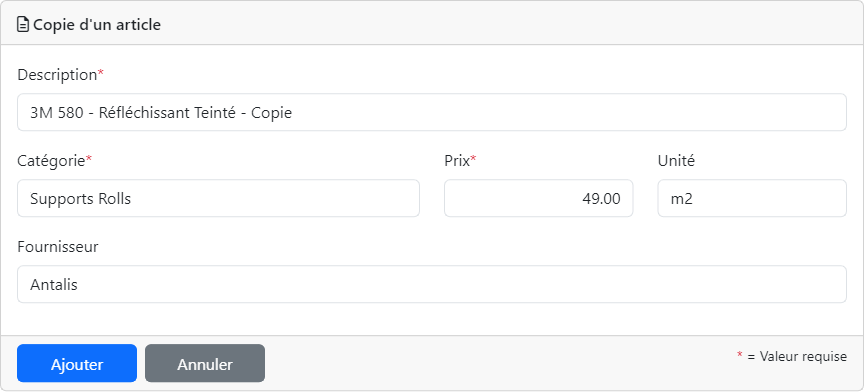 Copie d'un article
Description*
3M 580 - Réfléchissant Teinté - Copie
Catégorie* Prix* Unité
Supports Rolls 49.00 m2
Fournisseur
Antalis
Ajouter Annuler * = Valeur requise